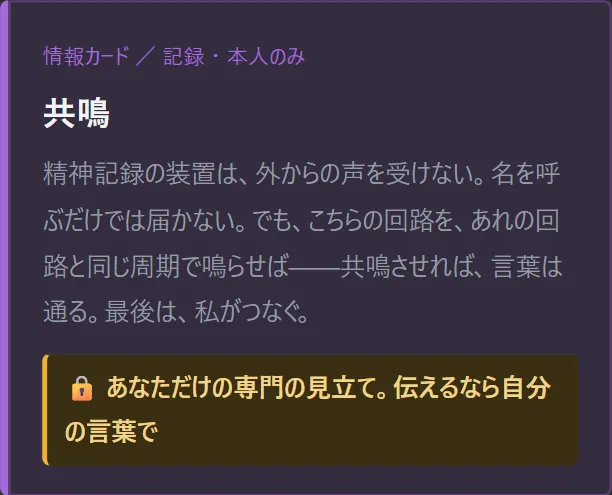 情報カード ／ 記録 · 本人のみ
共鳴
精神記録の装置は、外からの声を受けない。名を呼
ぶだけでは届かない。でも、こちらの回路を、あれの回
路と同じ周期で鳴らせば——共鳴させれば、言葉は
通る。最後は、私がつなぐ。
🔒 あなただけの専門の見立て。伝えるなら自分
の言葉で